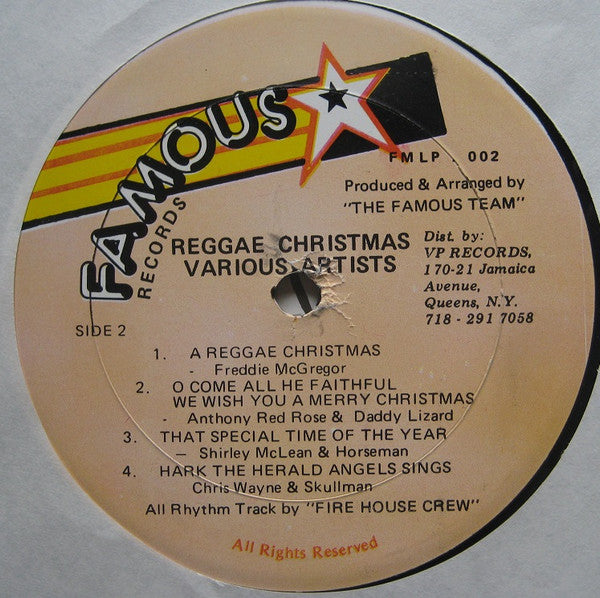 FAMOUS
RECORDS
FMLP . 002
Produced & Arranged by
"THE FAMOUS TEAM"
REGGAE CHRISTMAS
VARIOUS ARTISTS
Dist. by:
VP RECORDS,
170-21 Jamaica
Avenue,
Queens, N.Y.
718 - 291 7058
SIDE 2
1. A REGGAE CHRISTMAS
- Freddie McGregor
2. O COME ALL HE FAITHFUL
WE WISH YOU A MERRY CHRISTMAS
- Anthony Red Rose & Daddy Lizard
3. THAT SPECIAL TIME OF THE YEAR
— Shirley McLean & Horseman
4. HARK THE HERALD ANGELS SINGS
Chris Wayne & Skullman
All Rhythm Track by "FIRE HOUSE CREW"
All Rights Reserved